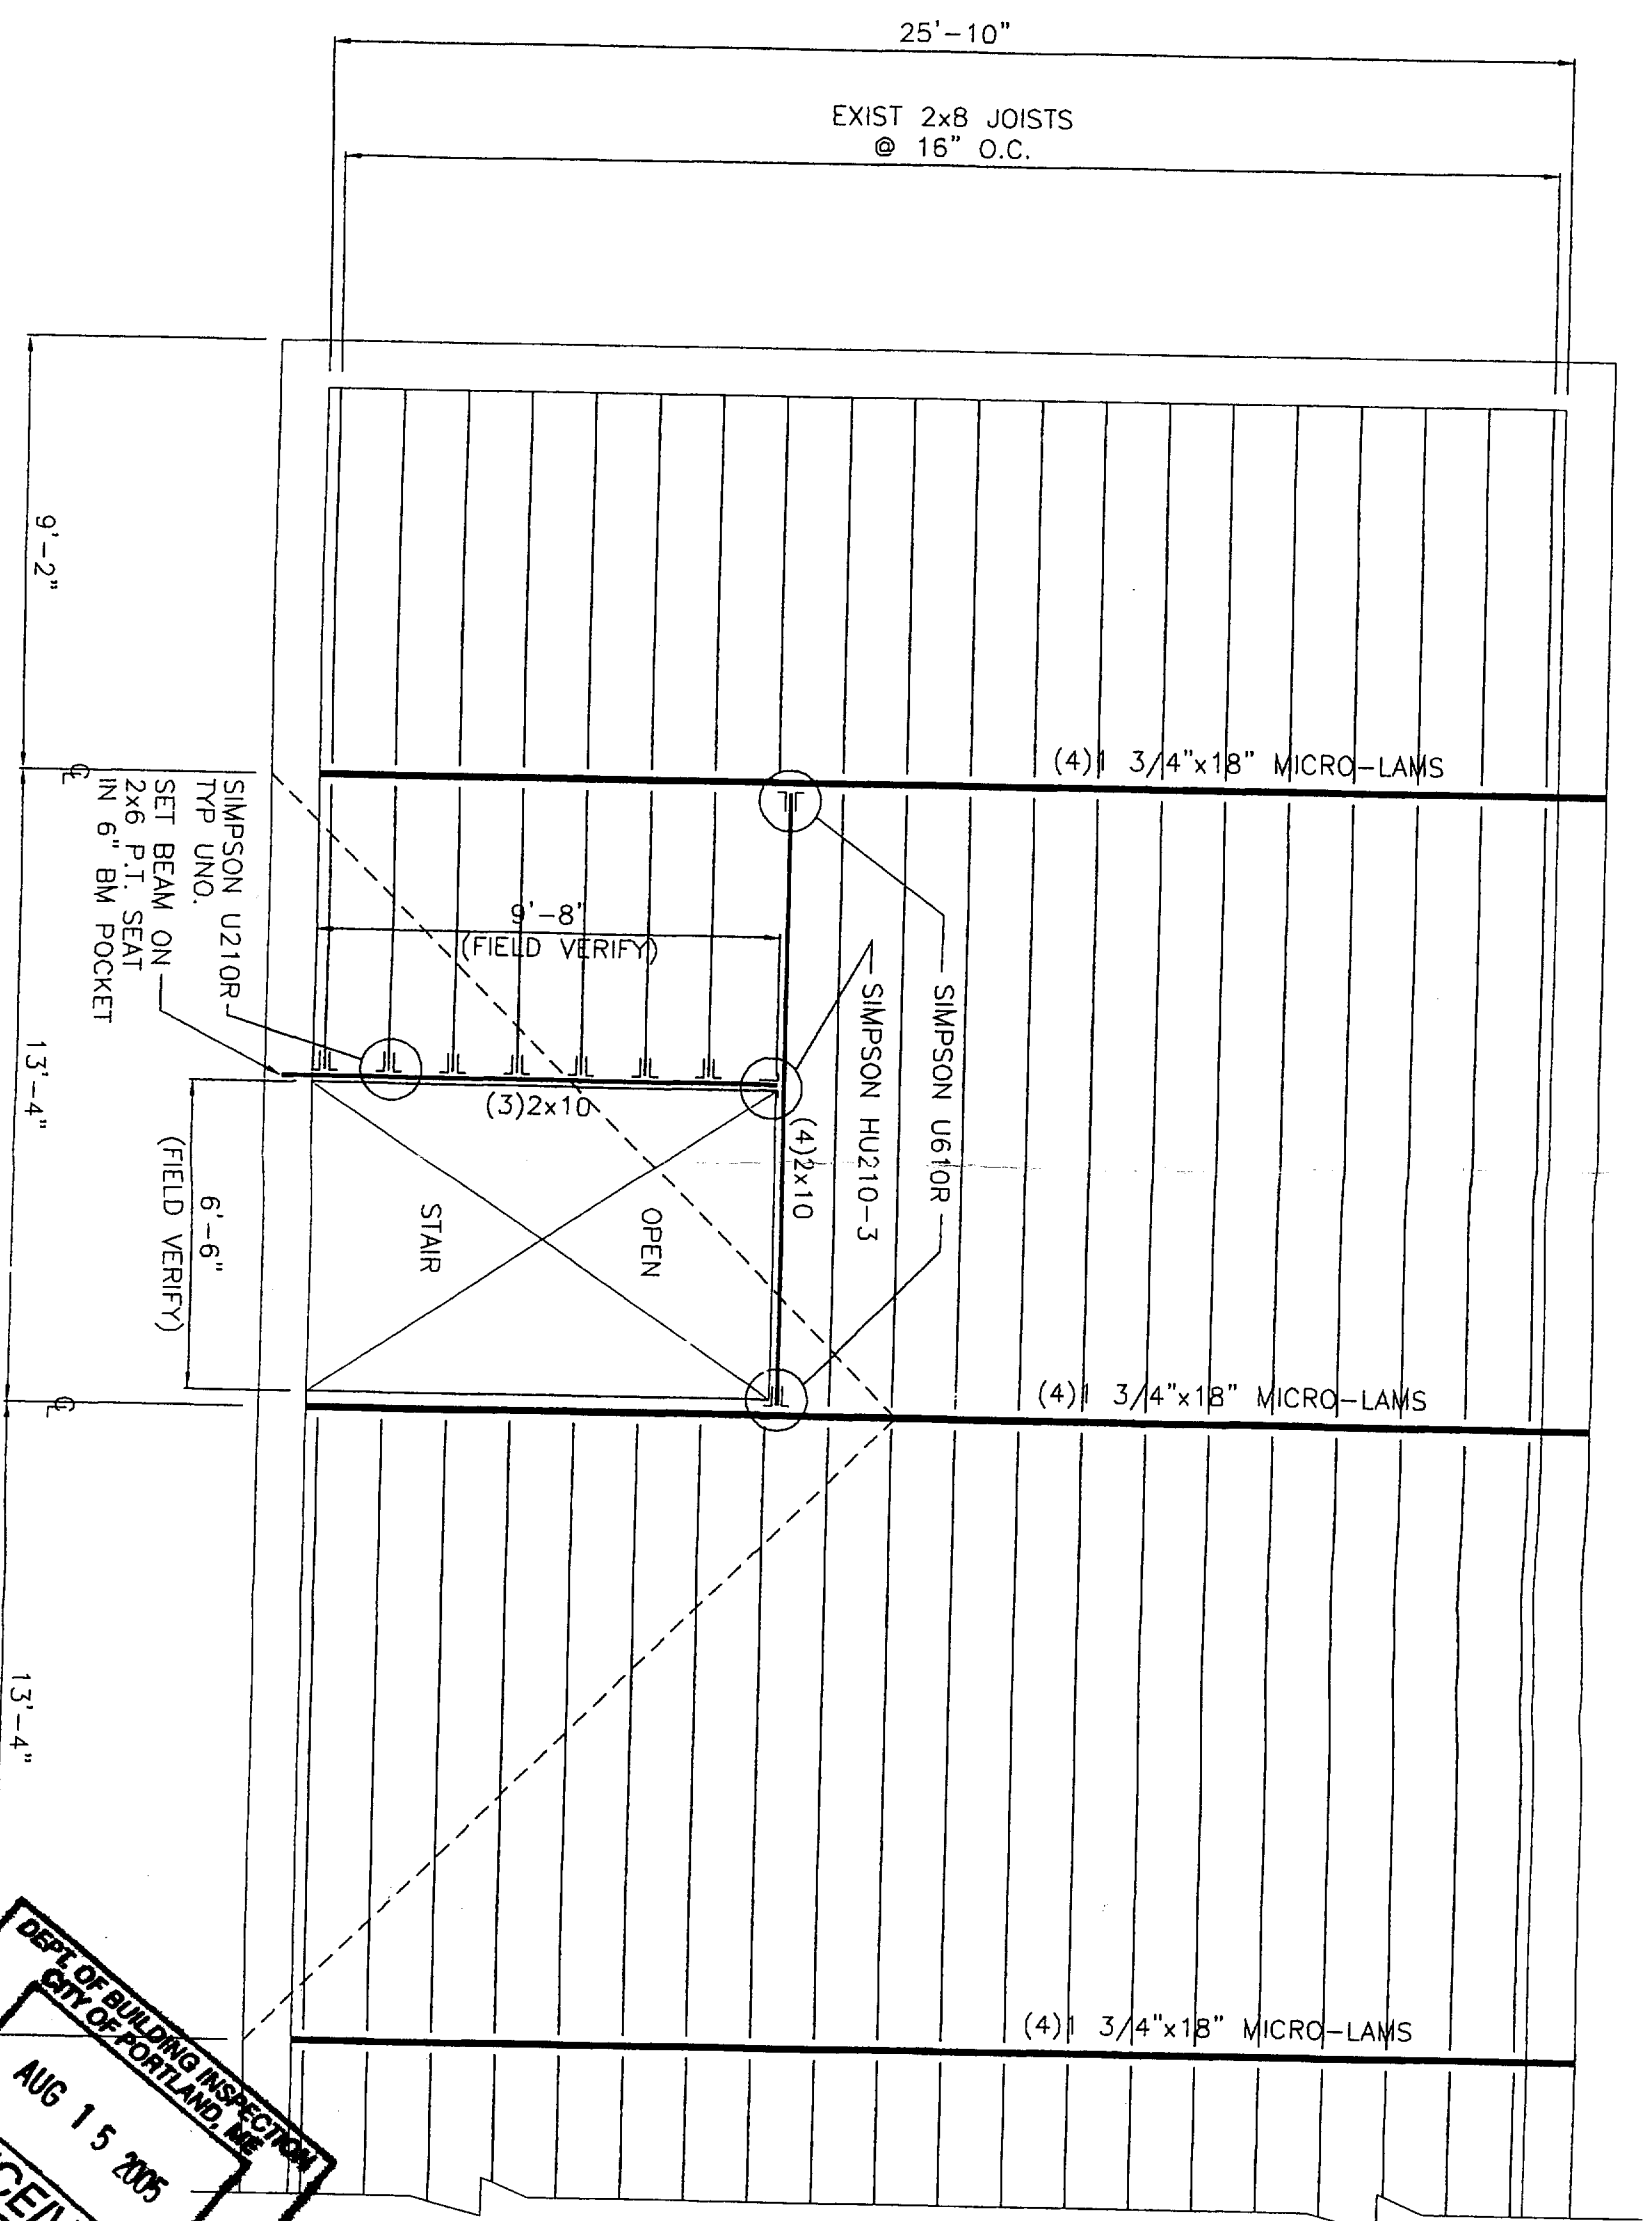 25'-10"
EXIST 2x8 JOISTS
@ 16" O.C.
(4)1 3/4"x18" MICRO-LAMS
9'-2"
℄
SIMPSON U210R
TYP UNO.
SET BEAM ON
2x6 P.T. SEAT
IN 6" BM POCKET
9'-8"
(FIELD VERIFY)
SIMPSON U610R
SIMPSON HU210-3
(3)2x10
(4)2x10
13'-4"
6'-6"
(FIELD VERIFY)
OPEN
STAIR
(4)1 3/4"x18" MICRO-LAMS
℄
13'-4"
(4)1 3/4"x18" MICRO-LAMS
DEPT. OF BUILDING INSPECTION
CITY OF PORTLAND, ME
AUG 15 2005